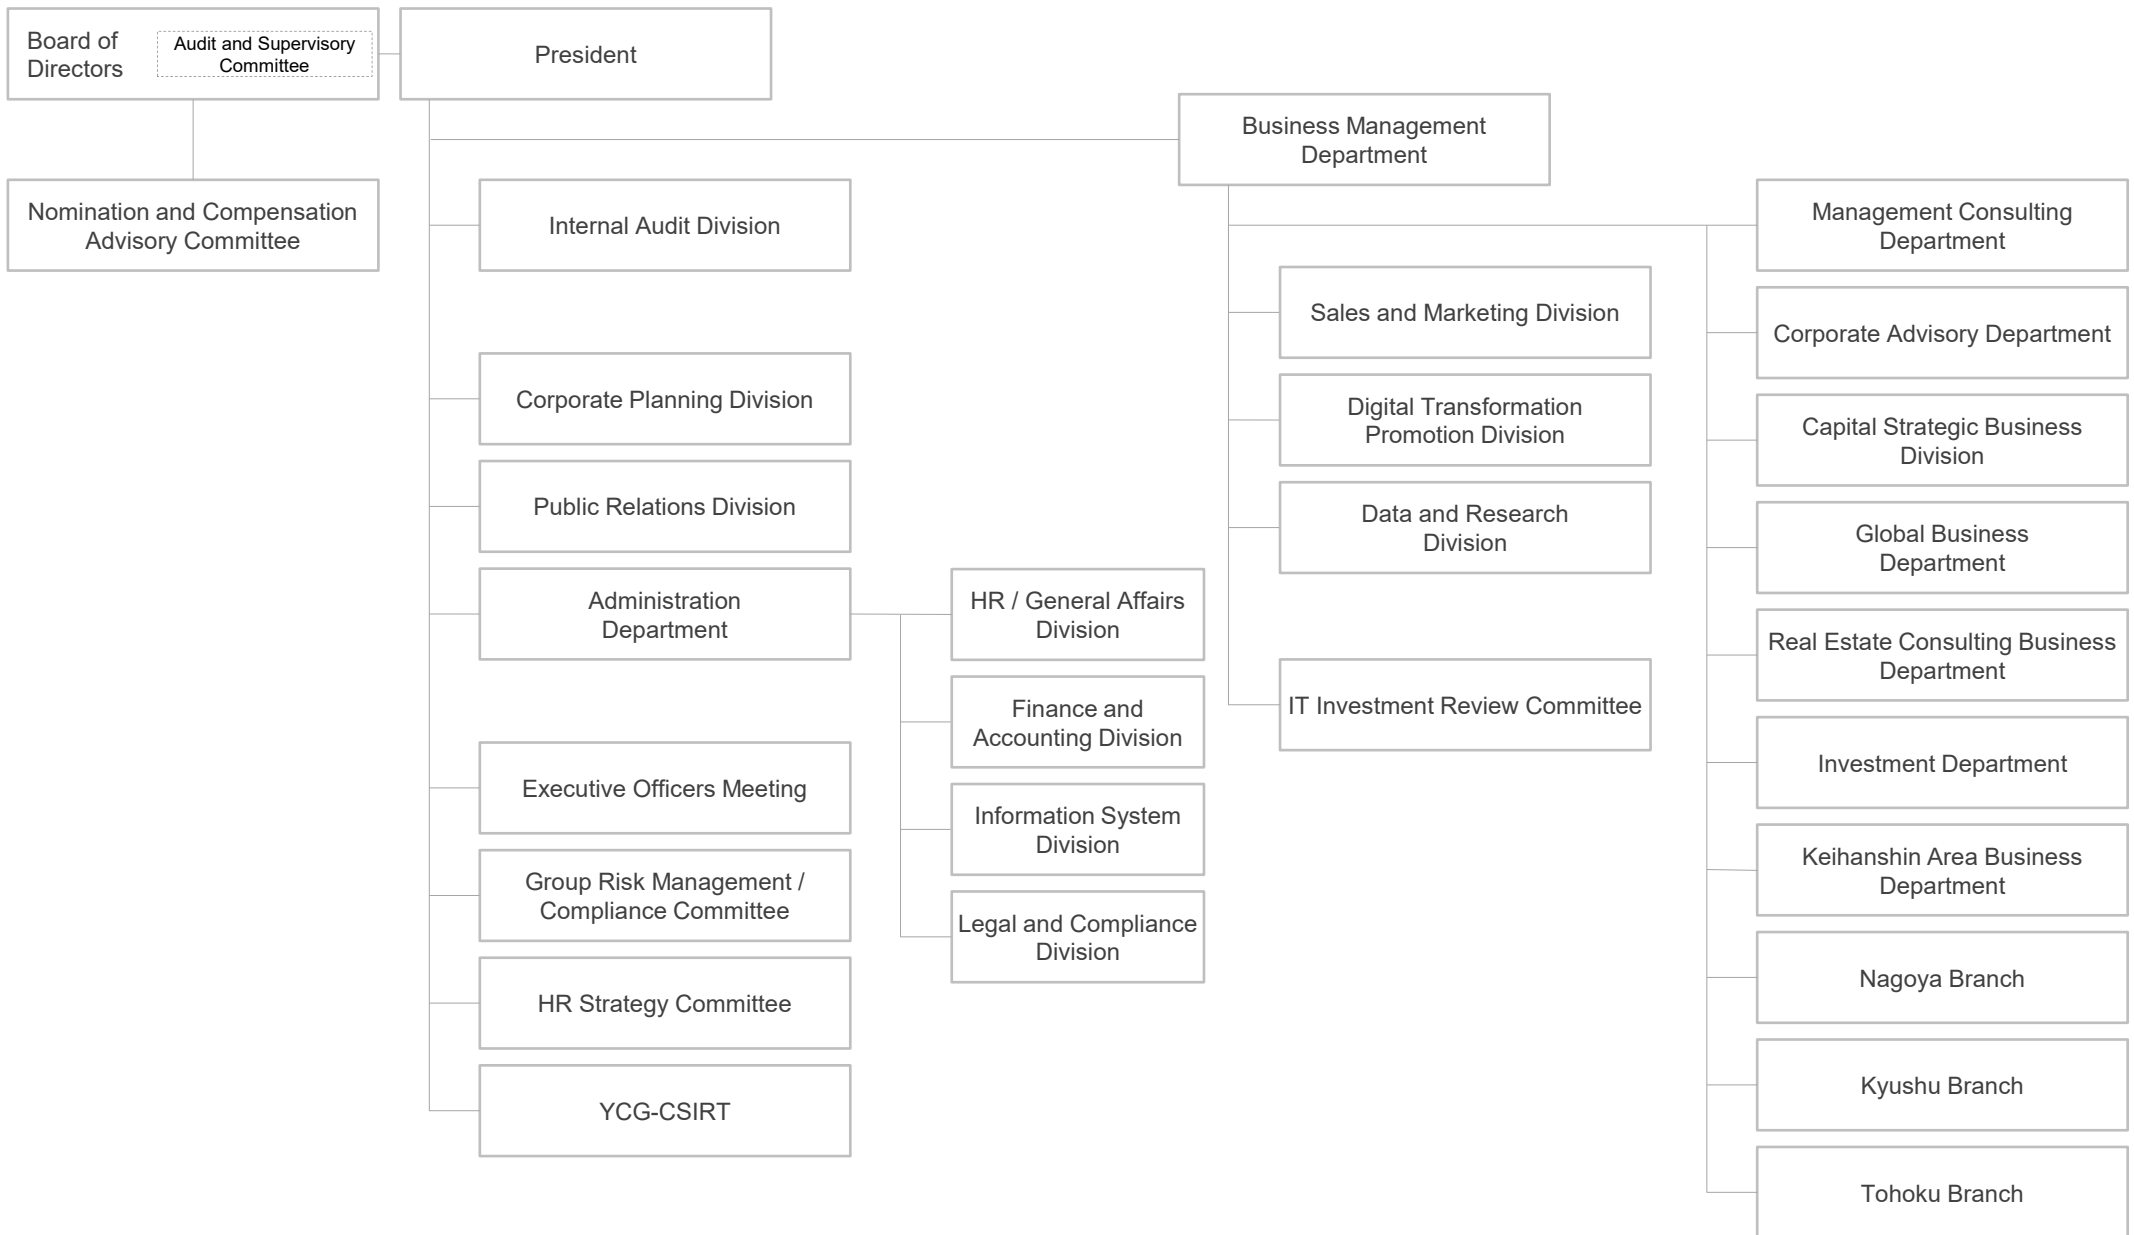 Board of
Directors
Audit and Supervisory
Committee
President
Business Management
Department
Nomination and Compensation
Advisory Committee
Internal Audit Division
Corporate Planning Division
Public Relations Division
Administration
Department
Executive Officers Meeting
Group Risk Management /
Compliance Committee
HR Strategy Committee
YCG-CSIRT
HR / General Affairs
Division
Finance and
Accounting Division
Information System
Division
Legal and Compliance
Division
Sales and Marketing Division
Digital Transformation
Promotion Division
Data and Research
Division
IT Investment Review Committee
Management Consulting
Department
Corporate Advisory Department
Capital Strategic Business
Division
Global Business
Department
Real Estate Consulting Business
Department
Investment Department
Keihanshin Area Business
Department
Nagoya Branch
Kyushu Branch
Tohoku Branch